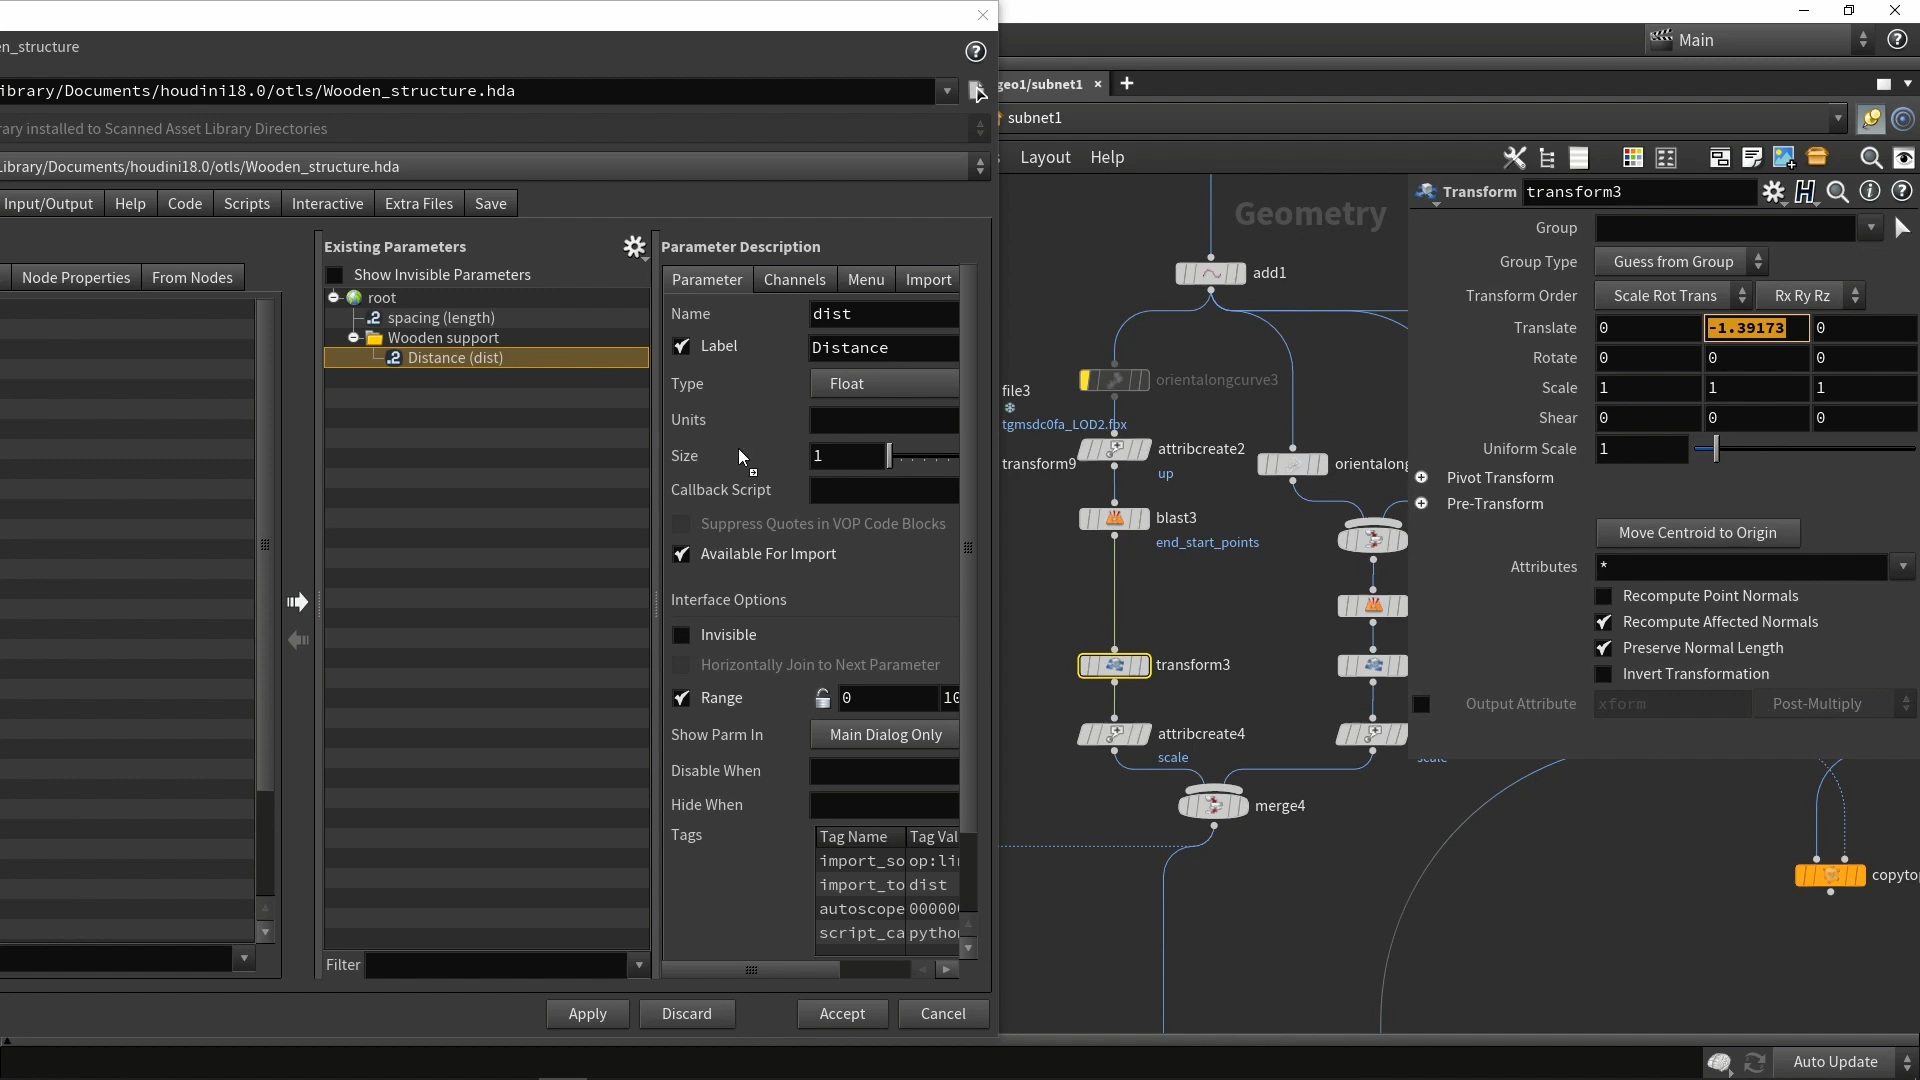 en_structure
ibrary/Documents/houdini18.0/otls/Wooden_structure.hda
rary installed to Scanned Asset Library Directories
Library/Documents/houdini18.0/otls/Wooden_structure.hda
Input/Output Help Code Scripts Interactive Extra Files Save
Node Properties From Nodes
Existing Parameters
Show Invisible Parameters
root
spacing (length)
Wooden support
Distance (dist)
Filter
Parameter Description
Parameter Channels Menu Import
Name dist
Label Distance
Type Float
Units
Size 1
Callback Script
Suppress Quotes in VOP Code Blocks
Available For Import
Interface Options
Invisible
Horizontally Join to Next Parameter
Range 0 10
Show Parm In Main Dialog Only
Disable When
Hide When
Tags
Tag Name Tag Val
import_so op:li
import_to dist
autoscope 00000
script_ca pytho
Apply Discard Accept Cancel
Main
geo1/subnet1
subnet1
Layout Help
Geometry
add1
orientalongcurve3
file3
tgmsdc0fa_LOD2.fbx
attribcreate2
up
transform9
orientalong
blast3
end_start_points
transform3
attribcreate4
scale
scale
merge4
copyto
Transform transform3
Group
Group Type Guess from Group
Transform Order Scale Rot Trans Rx Ry Rz
Translate 0 -1.39173 0
Rotate 0 0 0
Scale 1 1 1
Shear 0 0 0
Uniform Scale 1
Pivot Transform
Pre-Transform
Move Centroid to Origin
Attributes *
Recompute Point Normals
Recompute Affected Normals
Preserve Normal Length
Invert Transformation
Output Attribute xform Post-Multiply
Auto Update